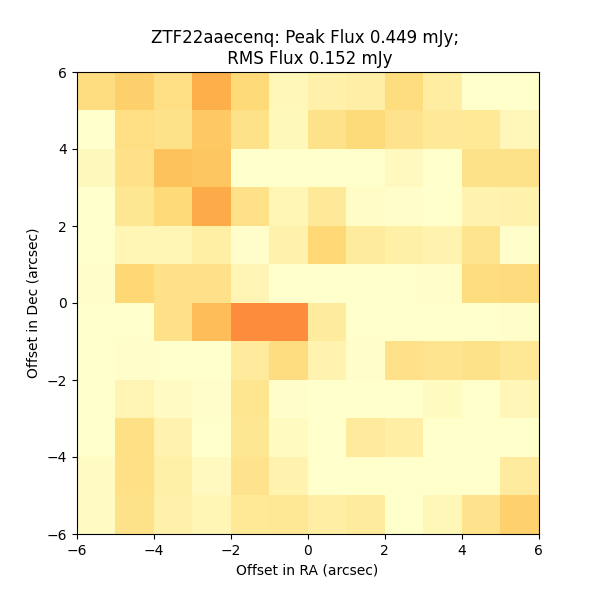 ZTF22aaecenq: Peak Flux 0.449 mJy;
RMS Flux 0.152 mJy
6
4
2
0
−2
−4
−6
Offset in Dec (arcsec)
−6 −4 −2 0 2 4 6
Offset in RA (arcsec)